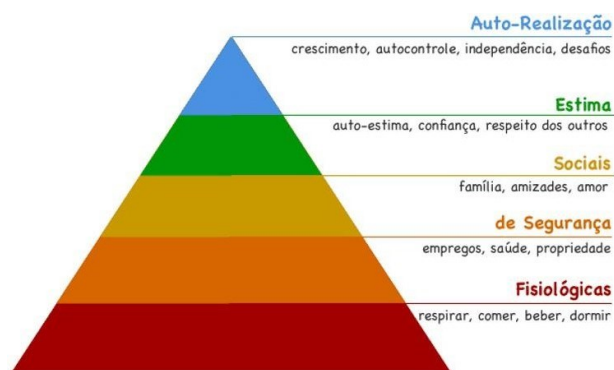 Auto-Realização
crescimento, autocontrole, independência, desafios
Estima
auto-estima, confiança, respeito dos outros
Sociais
família, amizades, amor
de Segurança
empregos, saúde, propriedade
Fisiológicas
respirar, comer, beber, dormir